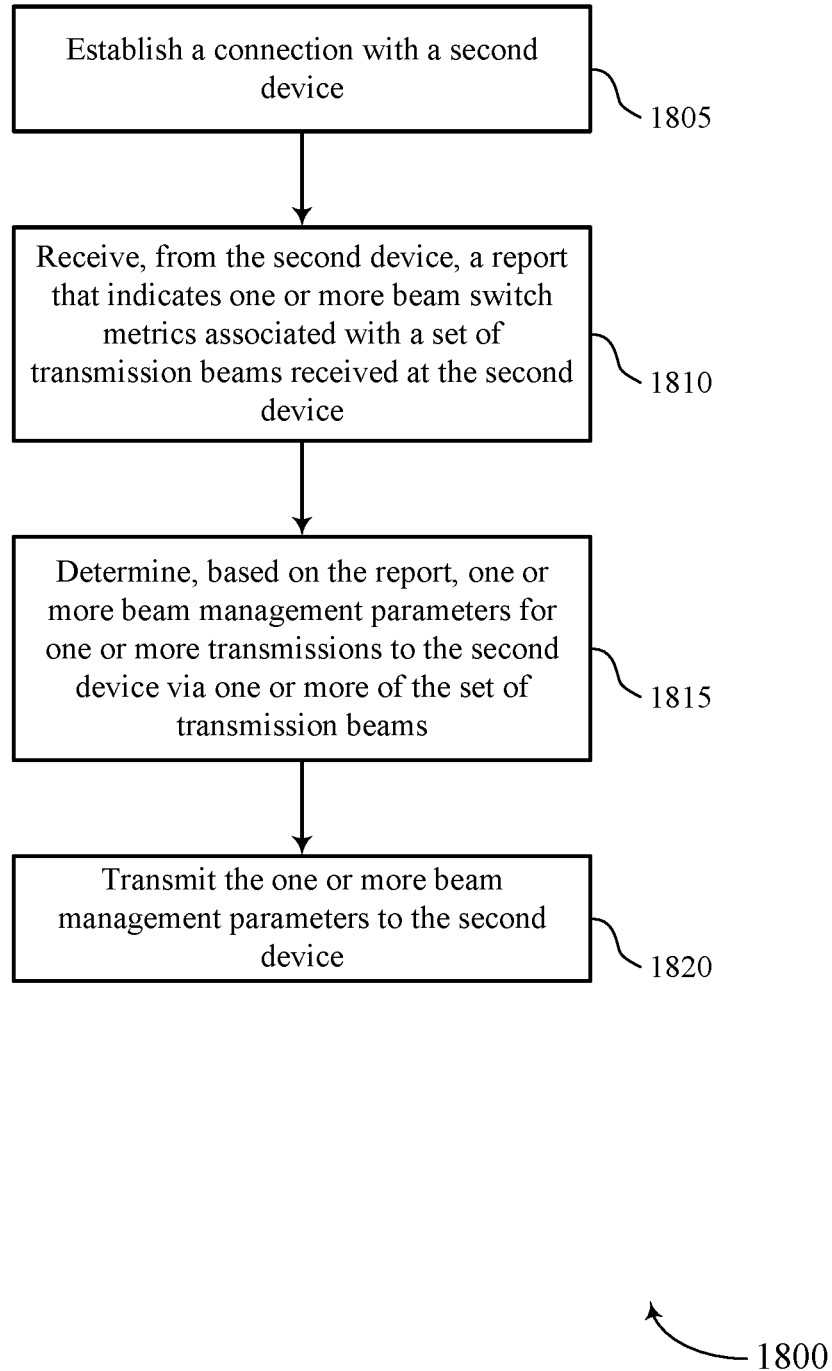 Establish a connection with a second
device
1805
Receive, from the second device, a report
that indicates one or more beam switch
metrics associated with a set of
transmission beams received at the second
device
1810
Determine, based on the report, one or
more beam management parameters for
one or more transmissions to the second
device via one or more of the set of
transmission beams
1815
Transmit the one or more beam
management parameters to the second
device
1820
1800